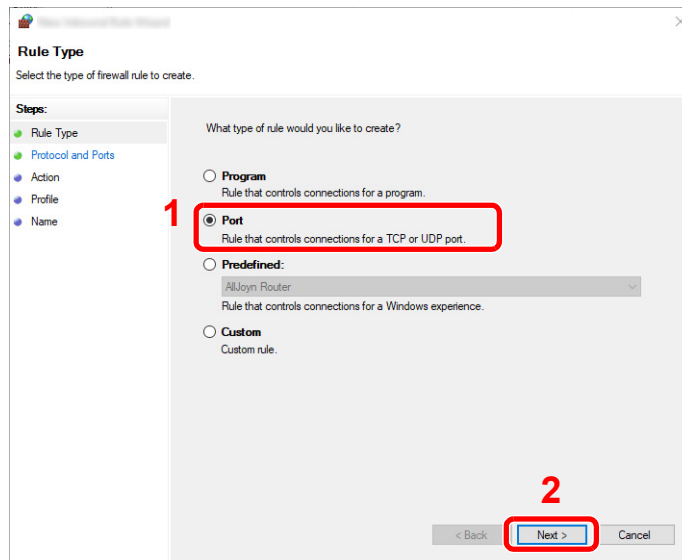 Rule Type
Select the type of firewall rule to create.
Steps:
Rule Type
Protocol and Ports
Action
Profile
Name
What type of rule would you like to create?
Program
Rule that controls connections for a program.
1
Port
Rule that controls connections for a TCP or UDP port.
Predefined:
AllJoyn Router
Rule that controls connections for a Windows experience.
Custom
Custom rule.
2
< Back
Next >
Cancel